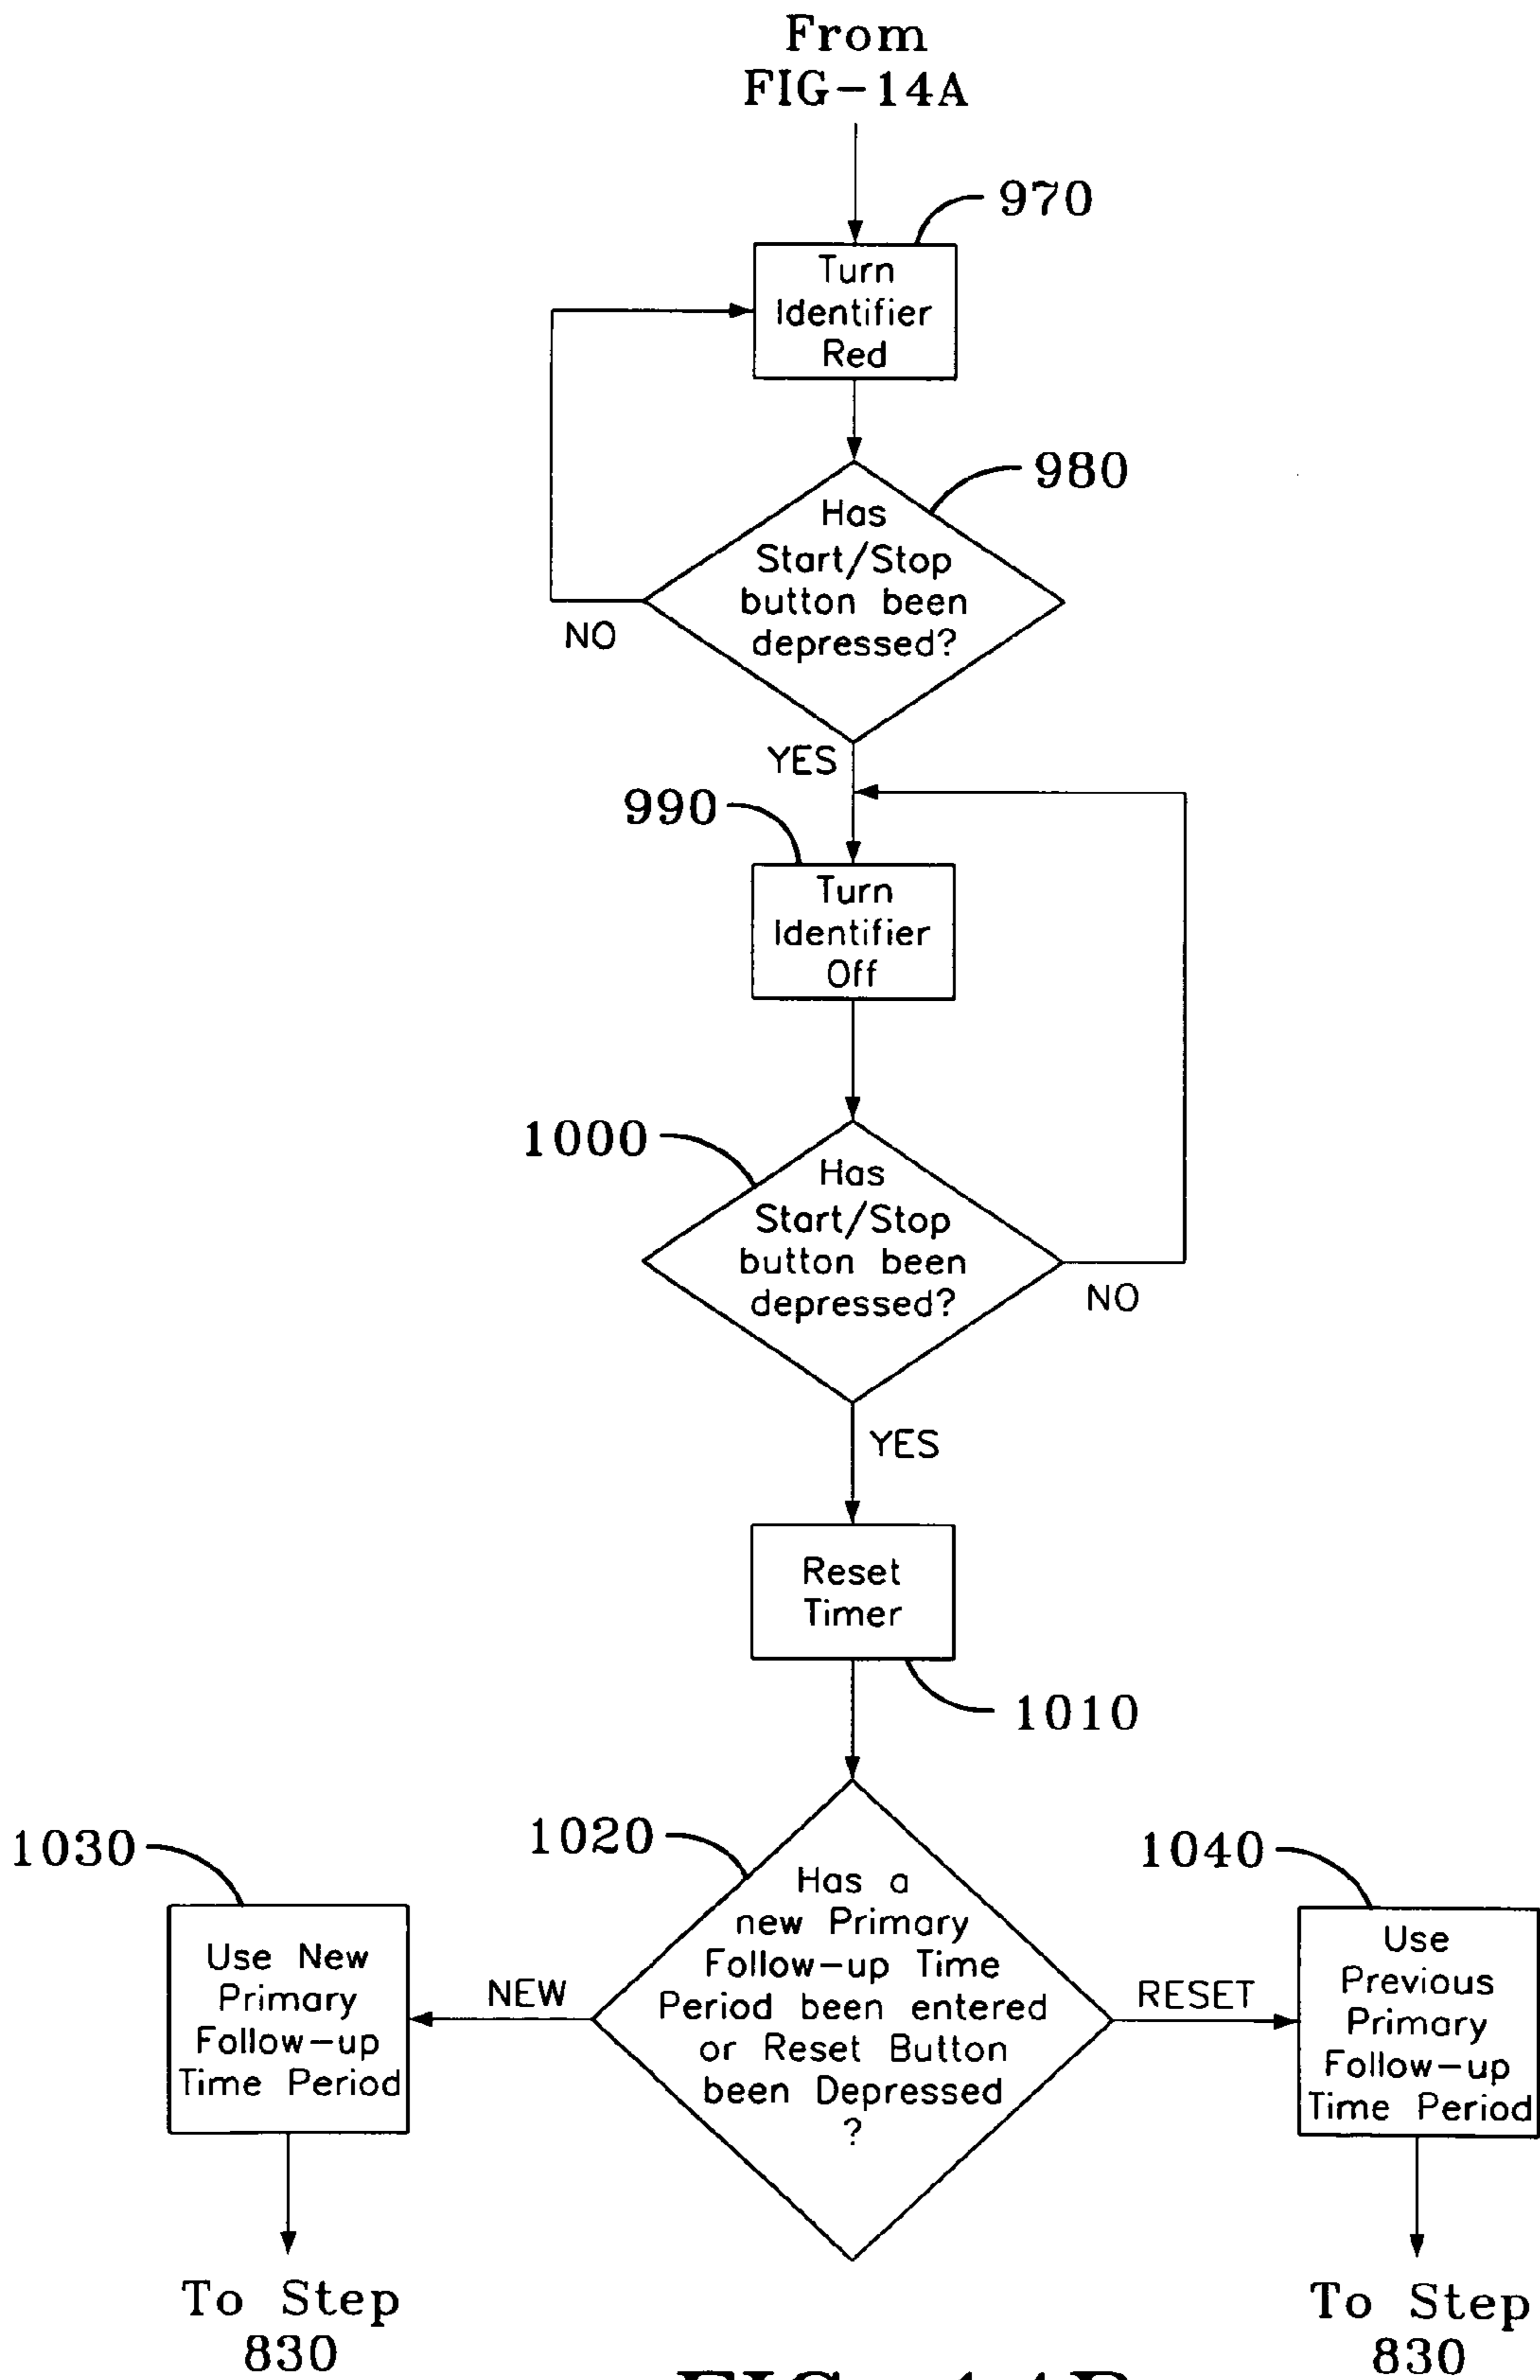 From
FIG-14A
970
Turn
Identifier
Red
980
Has
Start/Stop
button been
depressed?
NO
YES
990
Turn
Identifier
Off
1000
Has
Start/Stop
button been
depressed?
NO
YES
Reset
Timer
1010
1020
Has a
new Primary
Follow-up Time
Period been entered
or Reset Button
been Depressed
?
1030
Use New
Primary
Follow-up
Time Period
NEW
RESET
1040
Use
Previous
Primary
Follow-up
Time Period
To Step
830
To Step
830